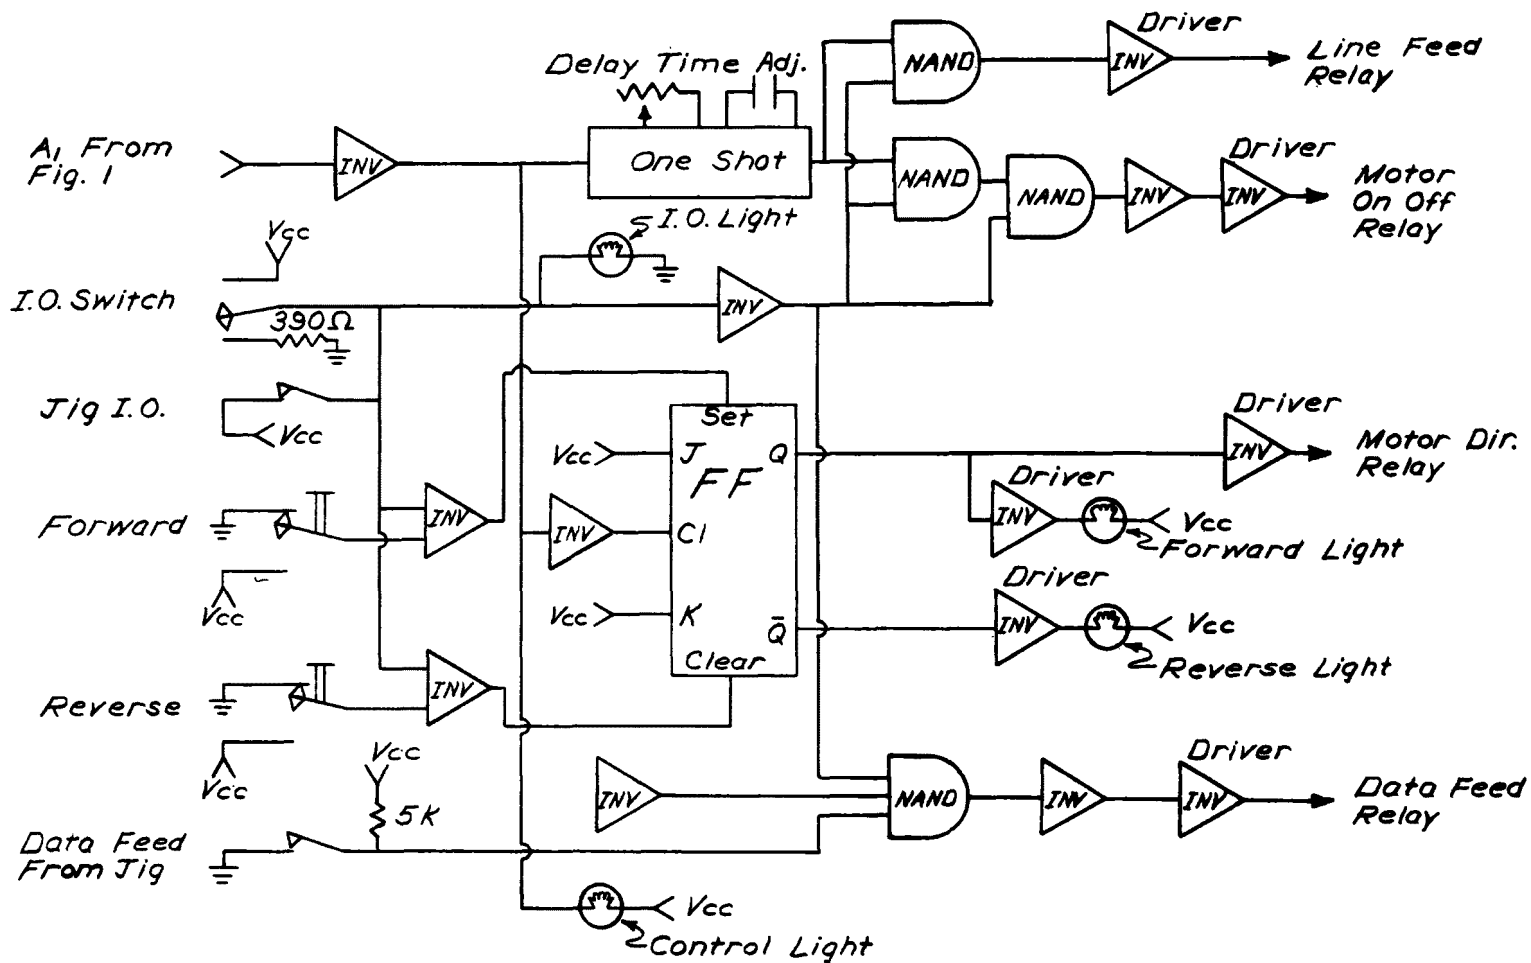 Driver
INV
NAND
Line Feed
Relay
Delay Time Adj.
A1 From
Fig. 1
INV
One Shot
NAND
NAND
INV
Driver
INV
Motor
On Off
Relay
I.O. Light
Vcc
I.O. Switch
390Ω
INV
Jig I.O.
Vcc
Set
Vcc
J
Q
FF
Driver
INV
Motor Dir.
Relay
Forward
INV
INV
Cl
Driver
INV
Vcc
Forward Light
Vcc
Vcc
K
Q̅
Clear
Driver
INV
Vcc
Reverse Light
Reverse
INV
Vcc
Vcc
5K
INV
NAND
INV
Driver
INV
Data Feed
Relay
Data Feed
From Jig
Vcc
Control Light